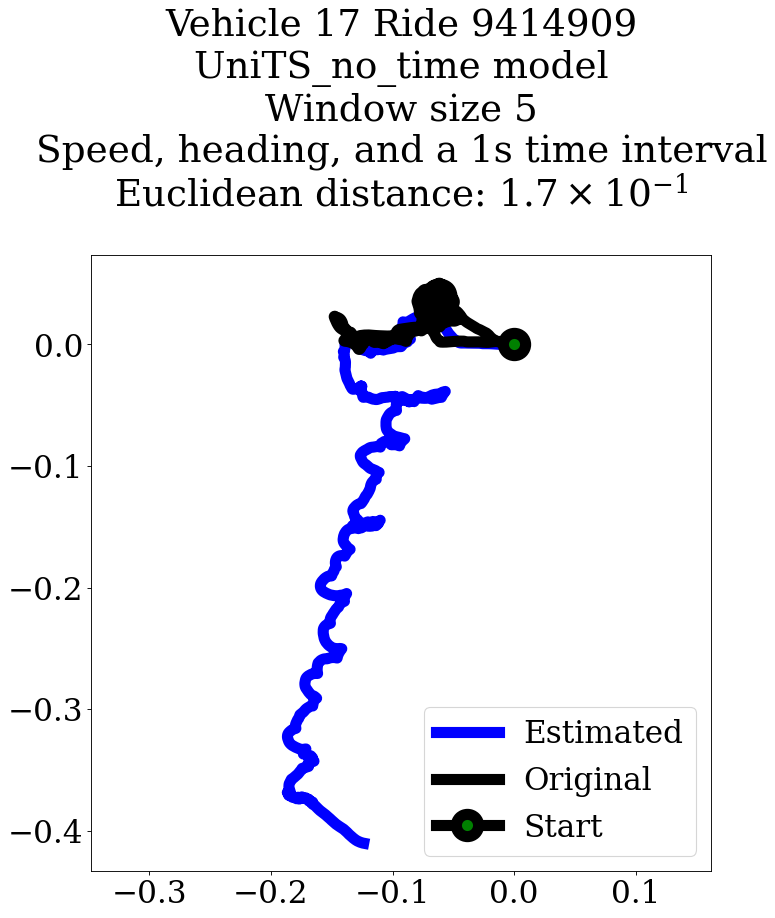 Vehicle 17 Ride 9414909
UniTS_no_time model
Window size 5
Speed, heading, and a 1s time interval
Euclidean distance: 1.7 × 10⁻¹
0.0
−0.1
−0.2
−0.3
−0.4
Estimated
Original
Start
−0.3 −0.2 −0.1 0.0 0.1